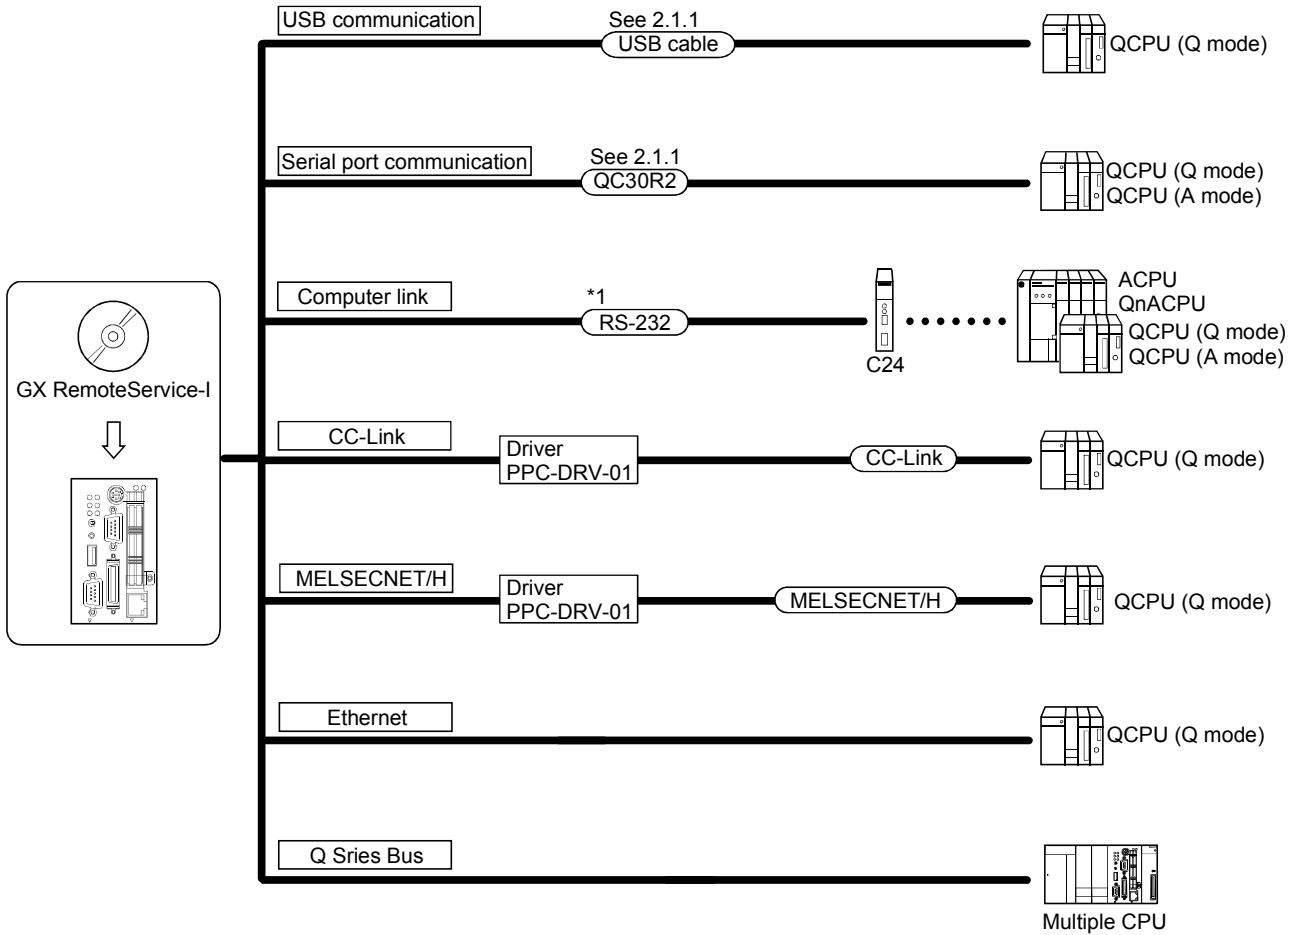 USB communication
See 2.1.1
USB cable
QCPU (Q mode)
Serial port communication
See 2.1.1
QC30R2
QCPU (Q mode)
QCPU (A mode)
Computer link
*1
RS-232
C24
ACPU
QnACPU
QCPU (Q mode)
QCPU (A mode)
GX RemoteService-I
CC-Link
Driver
PPC-DRV-01
CC-Link
QCPU (Q mode)
MELSECNET/H
Driver
PPC-DRV-01
MELSECNET/H
QCPU (Q mode)
Ethernet
QCPU (Q mode)
Q Sries Bus
Multiple CPU